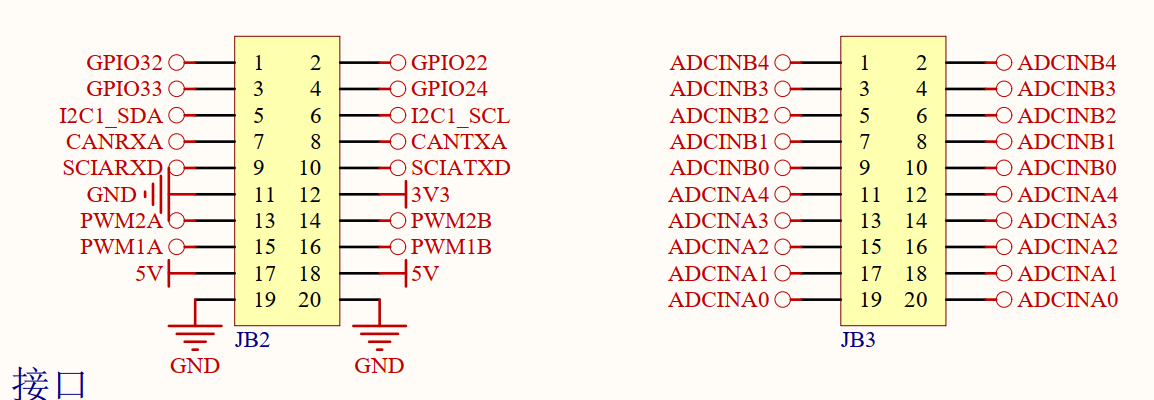 GPIO32 1 2 GPIO22 ADCINB4 1 2 ADCINB4
GPIO33 3 4 GPIO24 ADCINB3 3 4 ADCINB3
I2C1_SDA 5 6 I2C1_SCL ADCINB2 5 6 ADCINB2
CANRXA 7 8 CANTXA ADCINB1 7 8 ADCINB1
SCIARXD 9 10 SCIATXD ADCINB0 9 10 ADCINB0
GND 11 12 3V3 ADCINA4 11 12 ADCINA4
PWM2A 13 14 PWM2B ADCINA3 13 14 ADCINA3
PWM1A 15 16 PWM1B ADCINA2 15 16 ADCINA2
5V 17 18 5V ADCINA1 17 18 ADCINA1
19 20 ADCINA0 19 20 ADCINA0
JB2 JB3
GND GND
接口